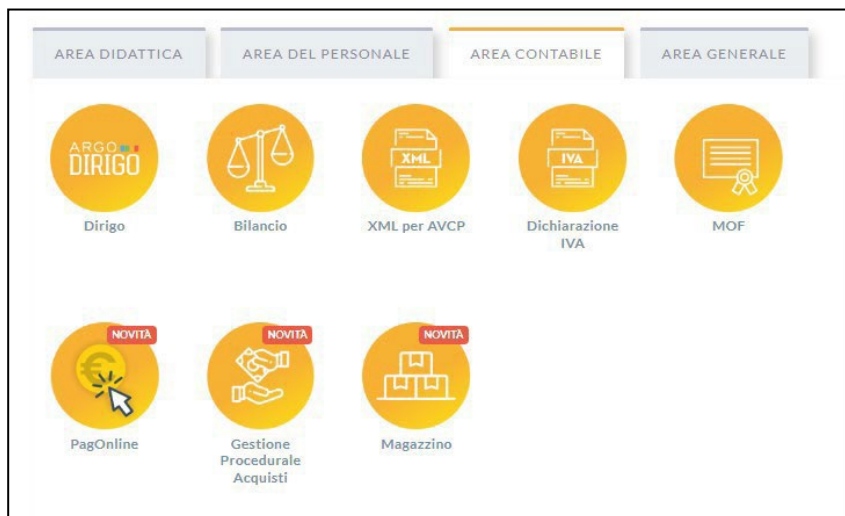 AREA DIDATTICA
AREA DEL PERSONALE
AREA CONTABILE
AREA GENERALE
ARGO
DIRIGO
XML
IVA
Dirigo
Bilancio
XML per AVCP
Dichiarazione
IVA
MOF
NOVITÀ
NOVITÀ
NOVITÀ
€
PagOnline
Gestione
Procedurale
Acquisti
Magazzino